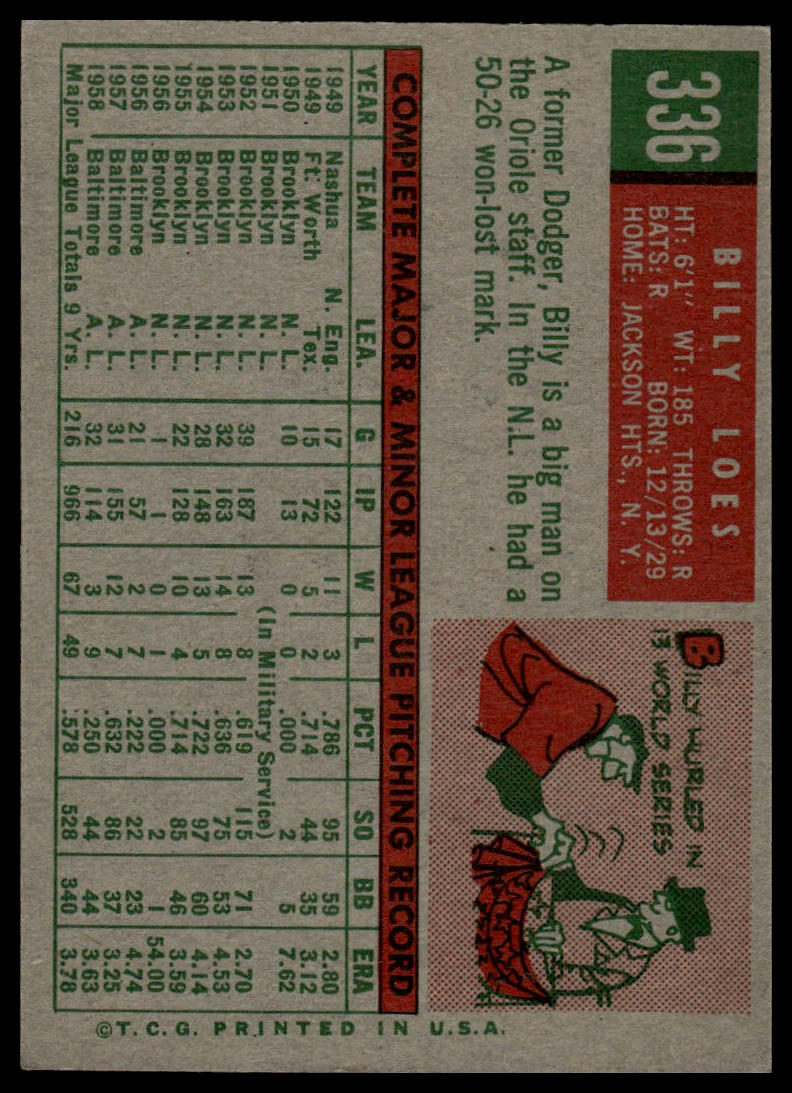 336
BILLY LOES
HT: 6'1" WT: 185 THROWS: R
BATS: R BORN: 12/13/29
HOME: JACKSON HTS., N. Y.
A former Dodger, Billy is a big man on
the Oriole staff. In the N.L. he had a
50-26 won-lost mark.
BILLY HURLED IN
'3 WORLD SERIES
COMPLETE MAJOR & MINOR LEAGUE PITCHING RECORD
YEAR TEAM LEA. G IP W L PCT SO BB ERA
1949 Nashua N. Eng. 17 122 11 3 .786 95 59 2.80
1949 Ft. Worth Tex. 15 72 5 2 .714 44 35 3.12
1950 Brooklyn N. L. 10 13 0 0 .000 2 5 7.62
1951 Brooklyn N. L. (In Military Service)
1952 Brooklyn N. L. 39 187 13 8 .619 115 71 2.70
1953 Brooklyn N. L. 32 163 14 8 .636 75 53 4.53
1954 Brooklyn N. L. 28 148 13 5 .722 97 60 4.14
1955 Brooklyn N. L. 22 128 10 4 .714 85 46 3.59
1956 Brooklyn N. L. 1 1 0 1 .000 2 1 54.00
1956 Baltimore A. L. 21 57 2 7 .222 22 23 4.74
1957 Baltimore A. L. 31 155 12 7 .632 86 37 3.25
1958 Baltimore A. L. 32 114 3 9 .250 44 44 3.63
Major League Totals 9 Yrs. 216 966 67 49 .578 528 340 3.78
©T. C. G. PRINTED IN U.S.A.